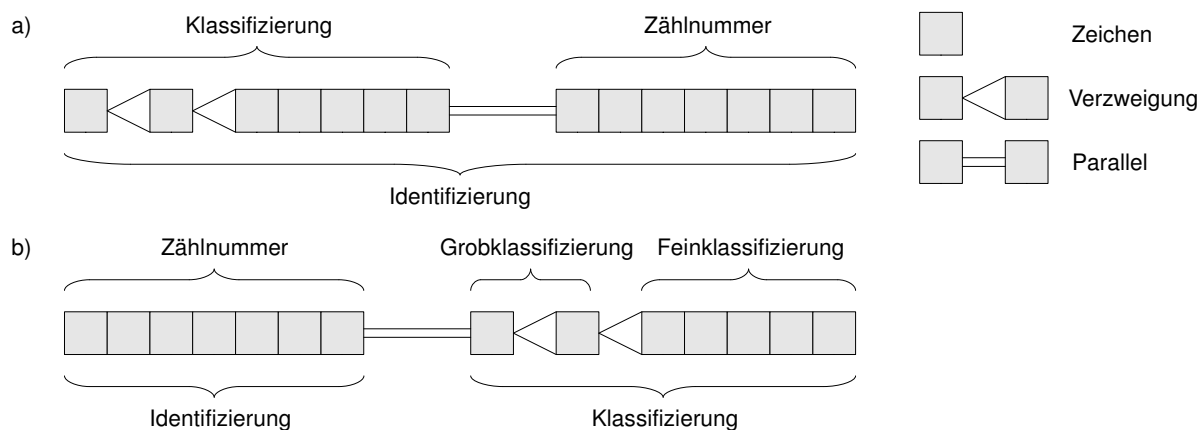 a)
Klassifizierung
Zählnummer
Identifizierung
Zeichen
Verzweigung
Parallel
b)
Zählnummer
Grobklassifizierung
Feinklassifizierung
Identifizierung
Klassifizierung